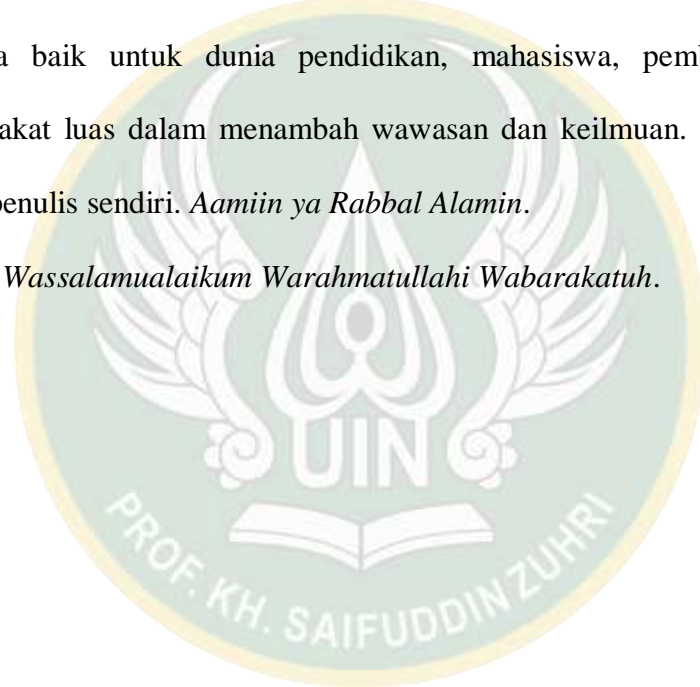 baik untuk dunia pendidikan, mahasiswa,
luas dalam menambah wawasan dan keilmuan.
penulis sendiri. Aamiin ya Rabbal Alamin.
Wassalamualaikum Warahmatullahi Wabarakatuh.
UIN
PROF. KH. SAIFUDDIN ZUHRI